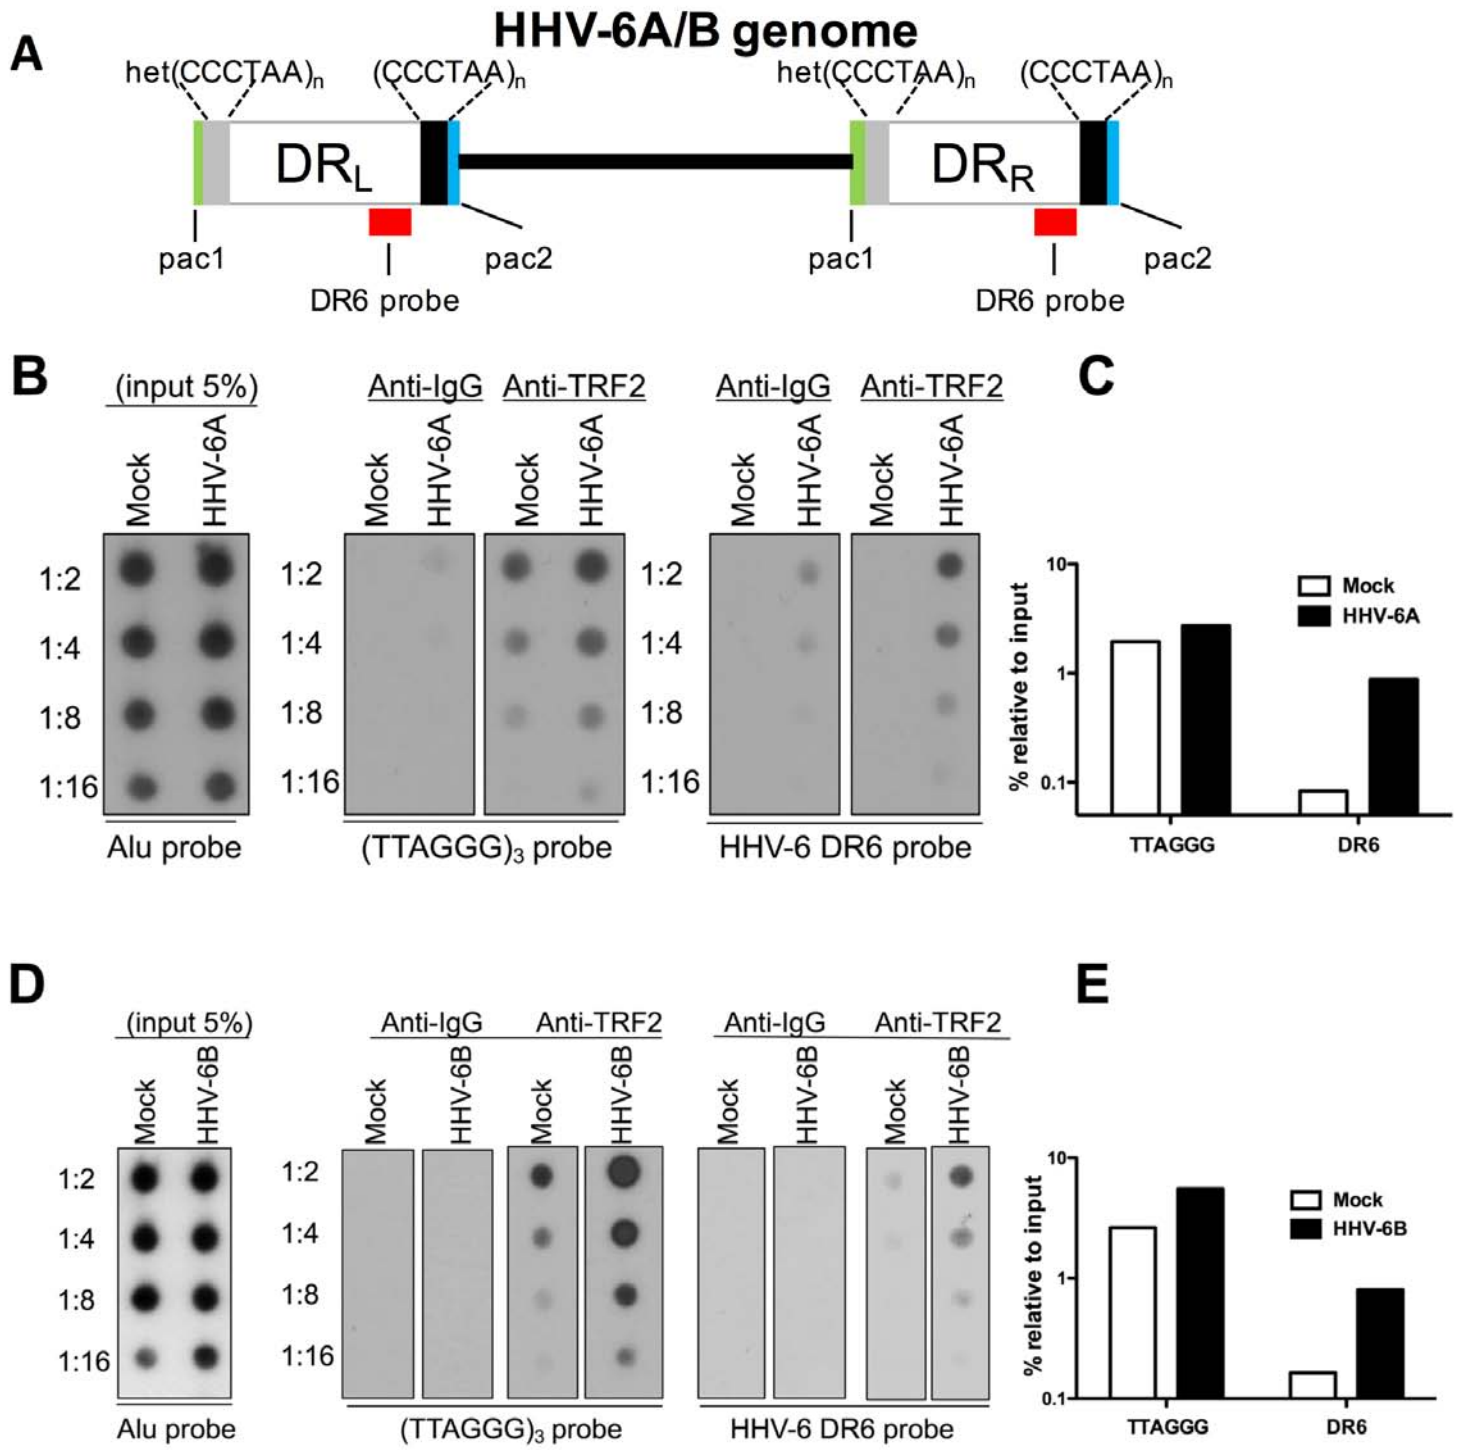 HHV-6A/B genome
A
het(CCCTAA)n (CCCTAA)n het(CCCTAA)n (CCCTAA)n
DRL DRR
pac1 pac2 pac1 pac2
DR6 probe DR6 probe
B
(input 5%) Anti-IgG Anti-TRF2 Anti-IgG Anti-TRF2
Mock HHV-6A Mock HHV-6A Mock HHV-6A Mock HHV-6A Mock HHV-6A
1:2 1:2 1:2
1:4 1:4 1:4
1:8 1:8 1:8
1:16 1:16 1:16
Alu probe (TTAGGG)3 probe HHV-6 DR6 probe
C
% relative to input
10
1
0.1
Mock
HHV-6A
TTAGGG DR6
D
(input 5%) Anti-IgG Anti-TRF2 Anti-IgG Anti-TRF2
Mock HHV-6B Mock HHV-6B Mock HHV-6B Mock HHV-6B Mock HHV-6B
1:2 1:2
1:4 1:4
1:8 1:8
1:16 1:16
Alu probe (TTAGGG)3 probe HHV-6 DR6 probe
E
% relative to input
10
1
0.1
Mock
HHV-6B
TTAGGG DR6